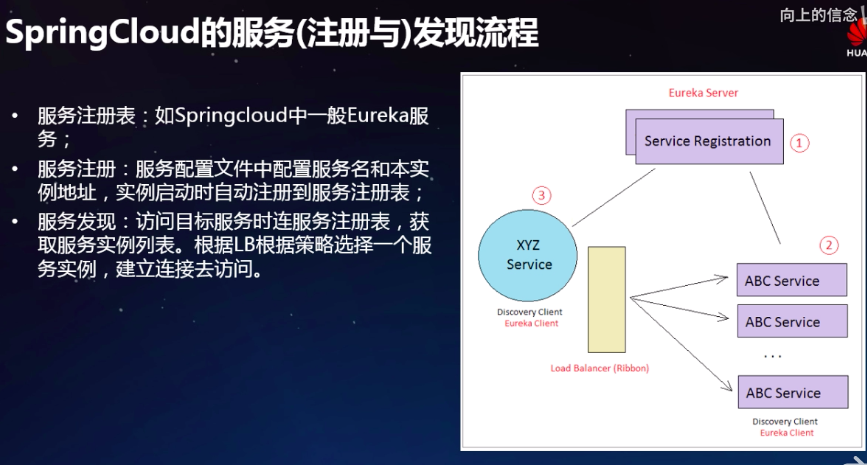 向上的信念
SpringCloud的服务(注册与)发现流程
HUA
• 服务注册表：如Springcloud中一般Eureka服
务；
• 服务注册：服务配置文件中配置服务名和本实
例地址，实例启动时自动注册到服务注册表；
• 服务发现：访问目标服务时连服务注册表，获
取服务实例列表。根据LB根据策略选择一个服
务实例，建立连接去访问。
Eureka Server
Service Registration
①
③
XYZ
Service
Discovery Client
Eureka Client
Load Balancer (Ribbon)
②
ABC Service
ABC Service
...
ABC Service
Discovery Client
Eureka Client